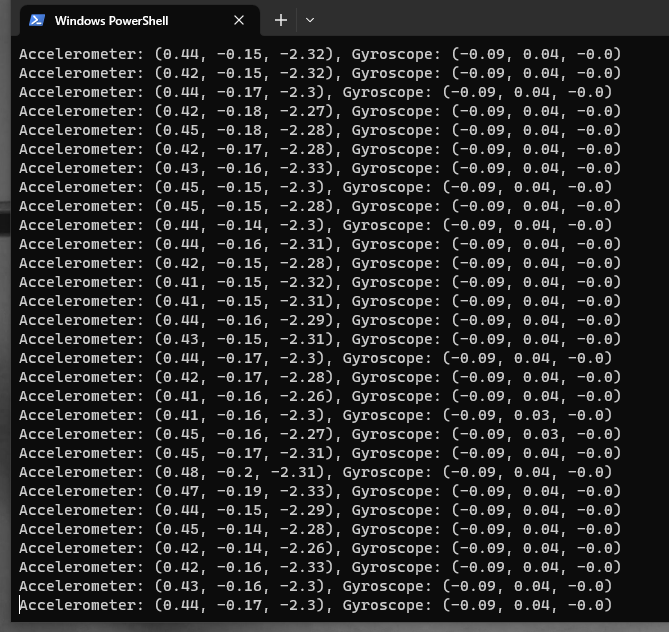 Windows PowerShell
Accelerometer: (0.44, -0.15, -2.32), Gyroscope: (-0.09, 0.04, -0.0)
Accelerometer: (0.42, -0.15, -2.32), Gyroscope: (-0.09, 0.04, -0.0)
Accelerometer: (0.44, -0.17, -2.3), Gyroscope: (-0.09, 0.04, -0.0)
Accelerometer: (0.42, -0.18, -2.27), Gyroscope: (-0.09, 0.04, -0.0)
Accelerometer: (0.45, -0.18, -2.28), Gyroscope: (-0.09, 0.04, -0.0)
Accelerometer: (0.42, -0.17, -2.28), Gyroscope: (-0.09, 0.04, -0.0)
Accelerometer: (0.43, -0.16, -2.33), Gyroscope: (-0.09, 0.04, -0.0)
Accelerometer: (0.45, -0.15, -2.3), Gyroscope: (-0.09, 0.04, -0.0)
Accelerometer: (0.45, -0.15, -2.28), Gyroscope: (-0.09, 0.04, -0.0)
Accelerometer: (0.44, -0.14, -2.3), Gyroscope: (-0.09, 0.04, -0.0)
Accelerometer: (0.44, -0.16, -2.31), Gyroscope: (-0.09, 0.04, -0.0)
Accelerometer: (0.42, -0.15, -2.28), Gyroscope: (-0.09, 0.04, -0.0)
Accelerometer: (0.41, -0.15, -2.32), Gyroscope: (-0.09, 0.04, -0.0)
Accelerometer: (0.41, -0.15, -2.31), Gyroscope: (-0.09, 0.04, -0.0)
Accelerometer: (0.44, -0.16, -2.29), Gyroscope: (-0.09, 0.04, -0.0)
Accelerometer: (0.43, -0.15, -2.31), Gyroscope: (-0.09, 0.04, -0.0)
Accelerometer: (0.44, -0.17, -2.3), Gyroscope: (-0.09, 0.04, -0.0)
Accelerometer: (0.42, -0.17, -2.28), Gyroscope: (-0.09, 0.04, -0.0)
Accelerometer: (0.41, -0.16, -2.26), Gyroscope: (-0.09, 0.04, -0.0)
Accelerometer: (0.41, -0.16, -2.3), Gyroscope: (-0.09, 0.03, -0.0)
Accelerometer: (0.45, -0.16, -2.27), Gyroscope: (-0.09, 0.03, -0.0)
Accelerometer: (0.45, -0.17, -2.31), Gyroscope: (-0.09, 0.04, -0.0)
Accelerometer: (0.48, -0.2, -2.31), Gyroscope: (-0.09, 0.04, -0.0)
Accelerometer: (0.47, -0.19, -2.33), Gyroscope: (-0.09, 0.04, -0.0)
Accelerometer: (0.44, -0.15, -2.29), Gyroscope: (-0.09, 0.04, -0.0)
Accelerometer: (0.45, -0.14, -2.28), Gyroscope: (-0.09, 0.04, -0.0)
Accelerometer: (0.42, -0.14, -2.26), Gyroscope: (-0.09, 0.04, -0.0)
Accelerometer: (0.42, -0.16, -2.33), Gyroscope: (-0.09, 0.04, -0.0)
Accelerometer: (0.43, -0.16, -2.3), Gyroscope: (-0.09, 0.04, -0.0)
Accelerometer: (0.44, -0.17, -2.3), Gyroscope: (-0.09, 0.04, -0.0)